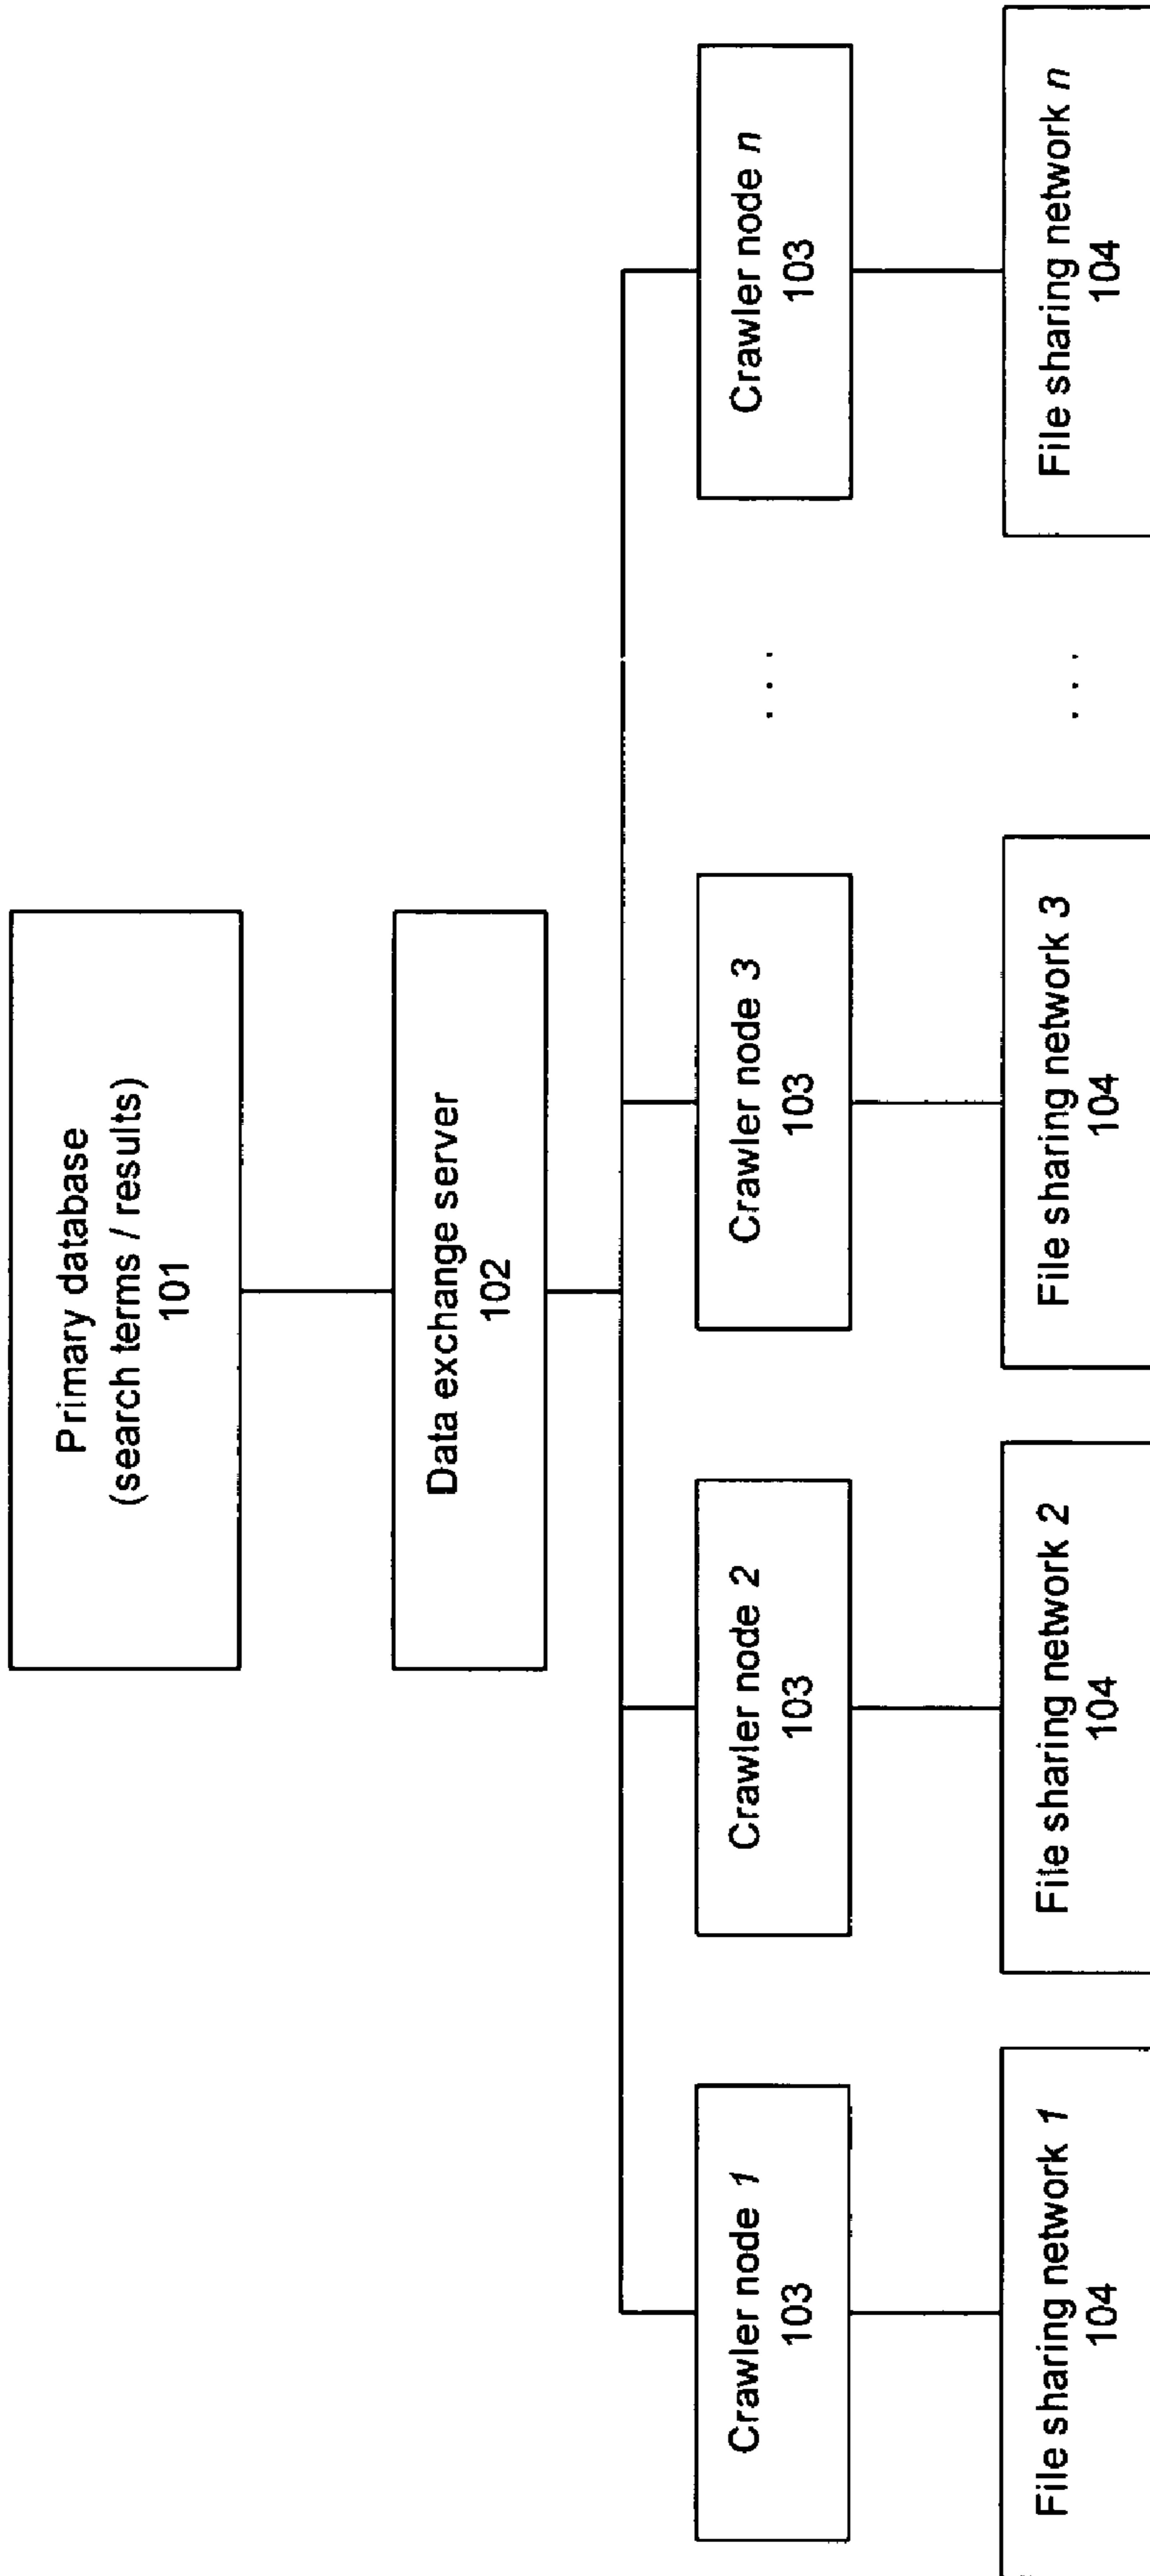 Primary database
(search terms / results)
101
Data exchange server
102
Crawler node 1
103
Crawler node 2
103
Crawler node 3
103
. . .
Crawler node n
103
File sharing network 1
104
File sharing network 2
104
File sharing network 3
104
. . .
File sharing network n
104